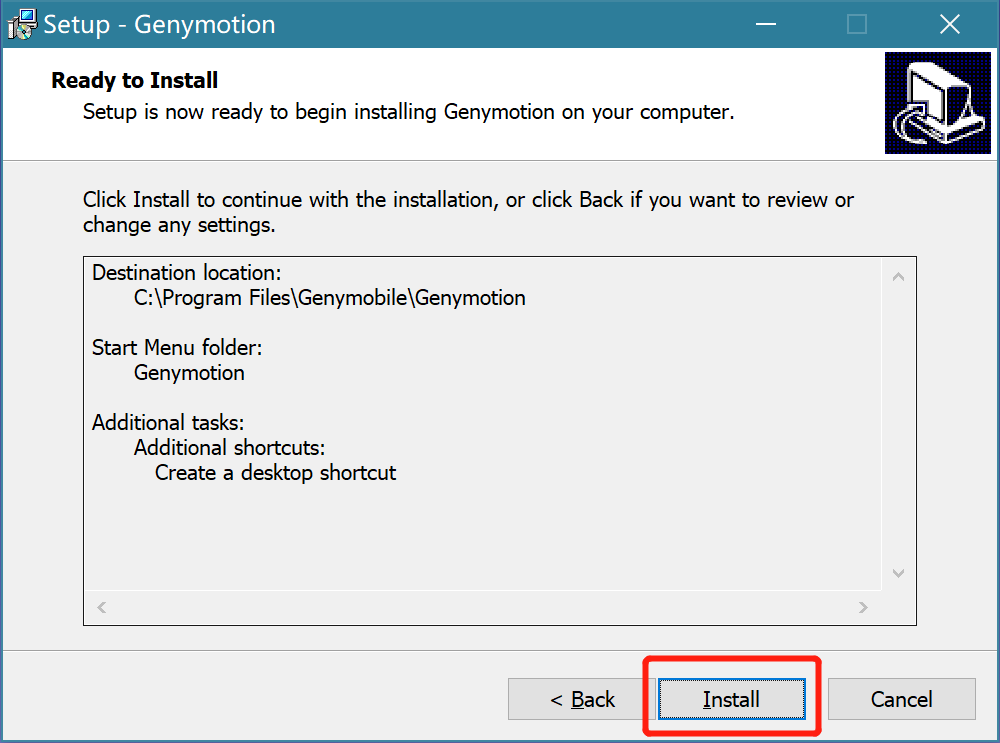 Setup - Genymotion
Ready to Install
Setup is now ready to begin installing Genymotion on your computer.
Click Install to continue with the installation, or click Back if you want to review or
change any settings.
Destination location:
C:\Program Files\Genymobile\Genymotion
Start Menu folder:
Genymotion
Additional tasks:
Additional shortcuts:
Create a desktop shortcut
< Back
Install
Cancel